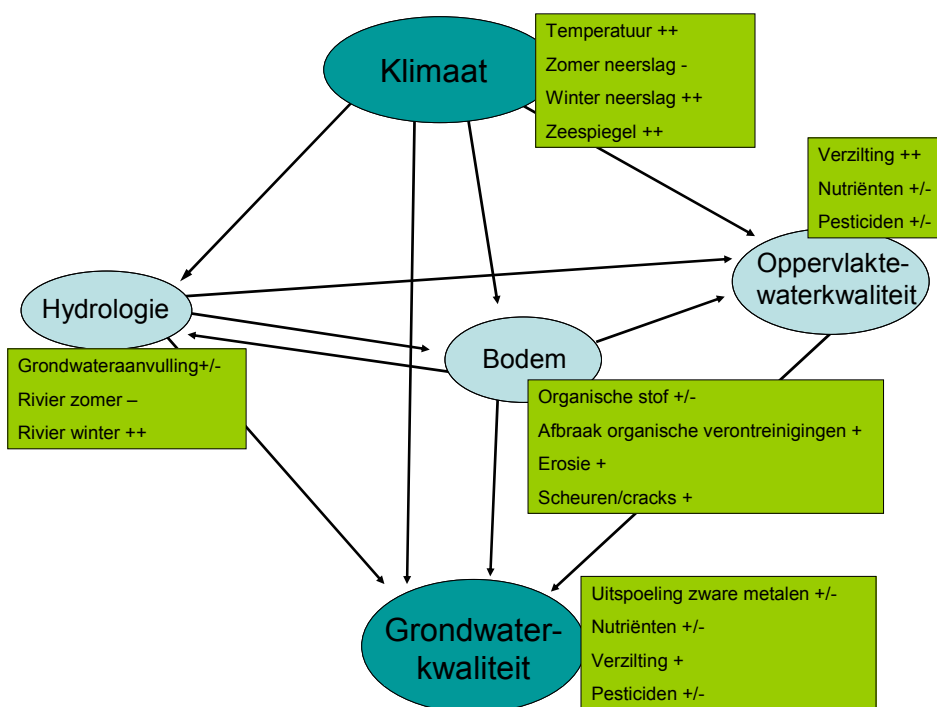 Klimaat
Temperatuur ++
Zomer neerslag -
Winter neerslag ++
Zeespiegel ++
Verzilting ++
Nutriënten +/-
Pesticiden +/-
Oppervlakte-
waterkwaliteit
Hydrologie
Grondwateraanvulling+/-
Rivier zomer –
Rivier winter ++
Bodem
Organische stof +/-
Afbraak organische verontreinigingen +
Erosie +
Scheuren/cracks +
Grondwater-
kwaliteit
Uitspoeling zware metalen +/-
Nutriënten +/-
Verzilting +
Pesticiden +/-